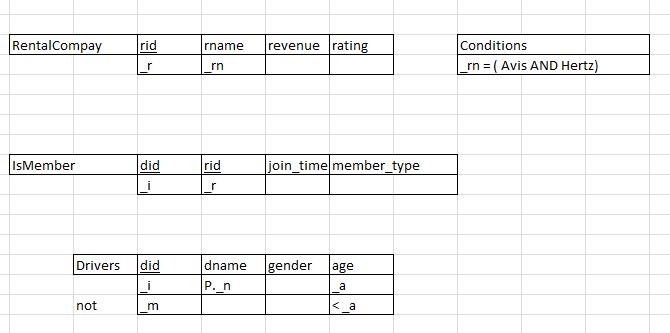 RentalCompay rid rname revenue rating Conditions
_r _rn _rn = ( Avis AND Hertz)
IsMember did rid join_time member_type
_i _r
Drivers did dname gender age
_i P._n _a
not _m < _a